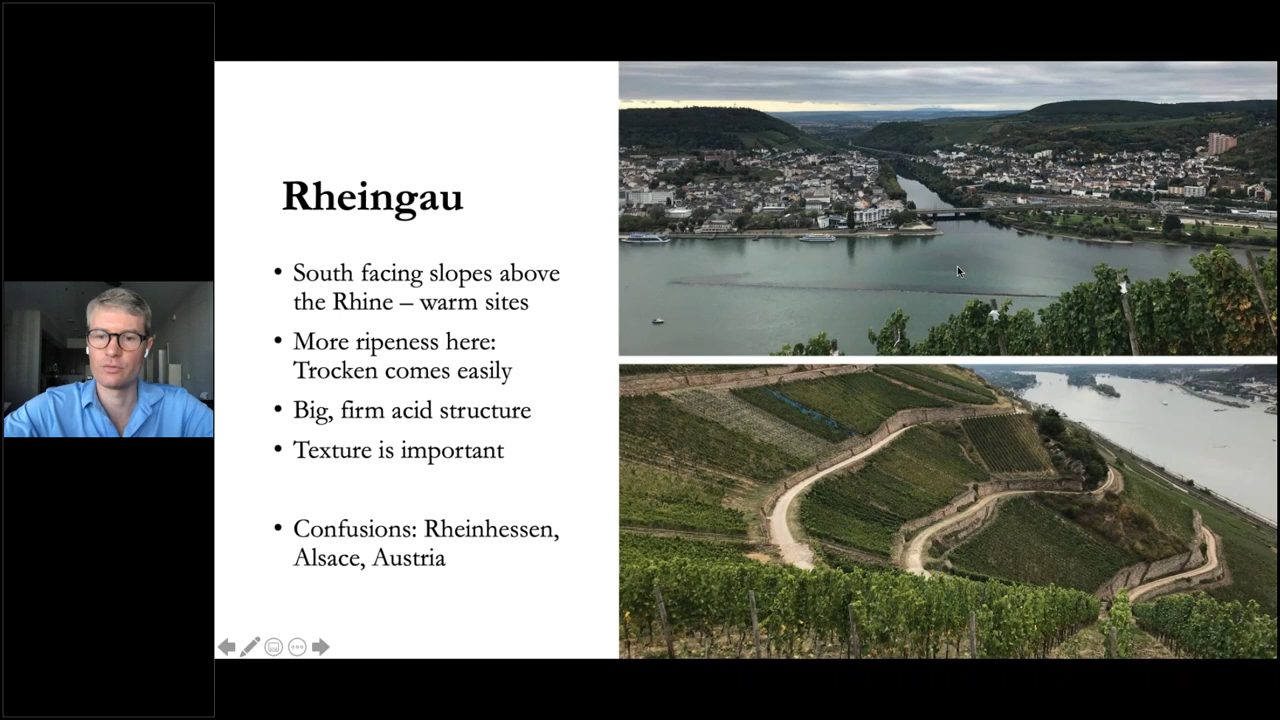 Rheingau
• South facing slopes above
the Rhine – warm sites
• More ripeness here:
Trocken comes easily
• Big, firm acid structure
• Texture is important
• Confusions: Rheinhessen,
Alsace, Austria